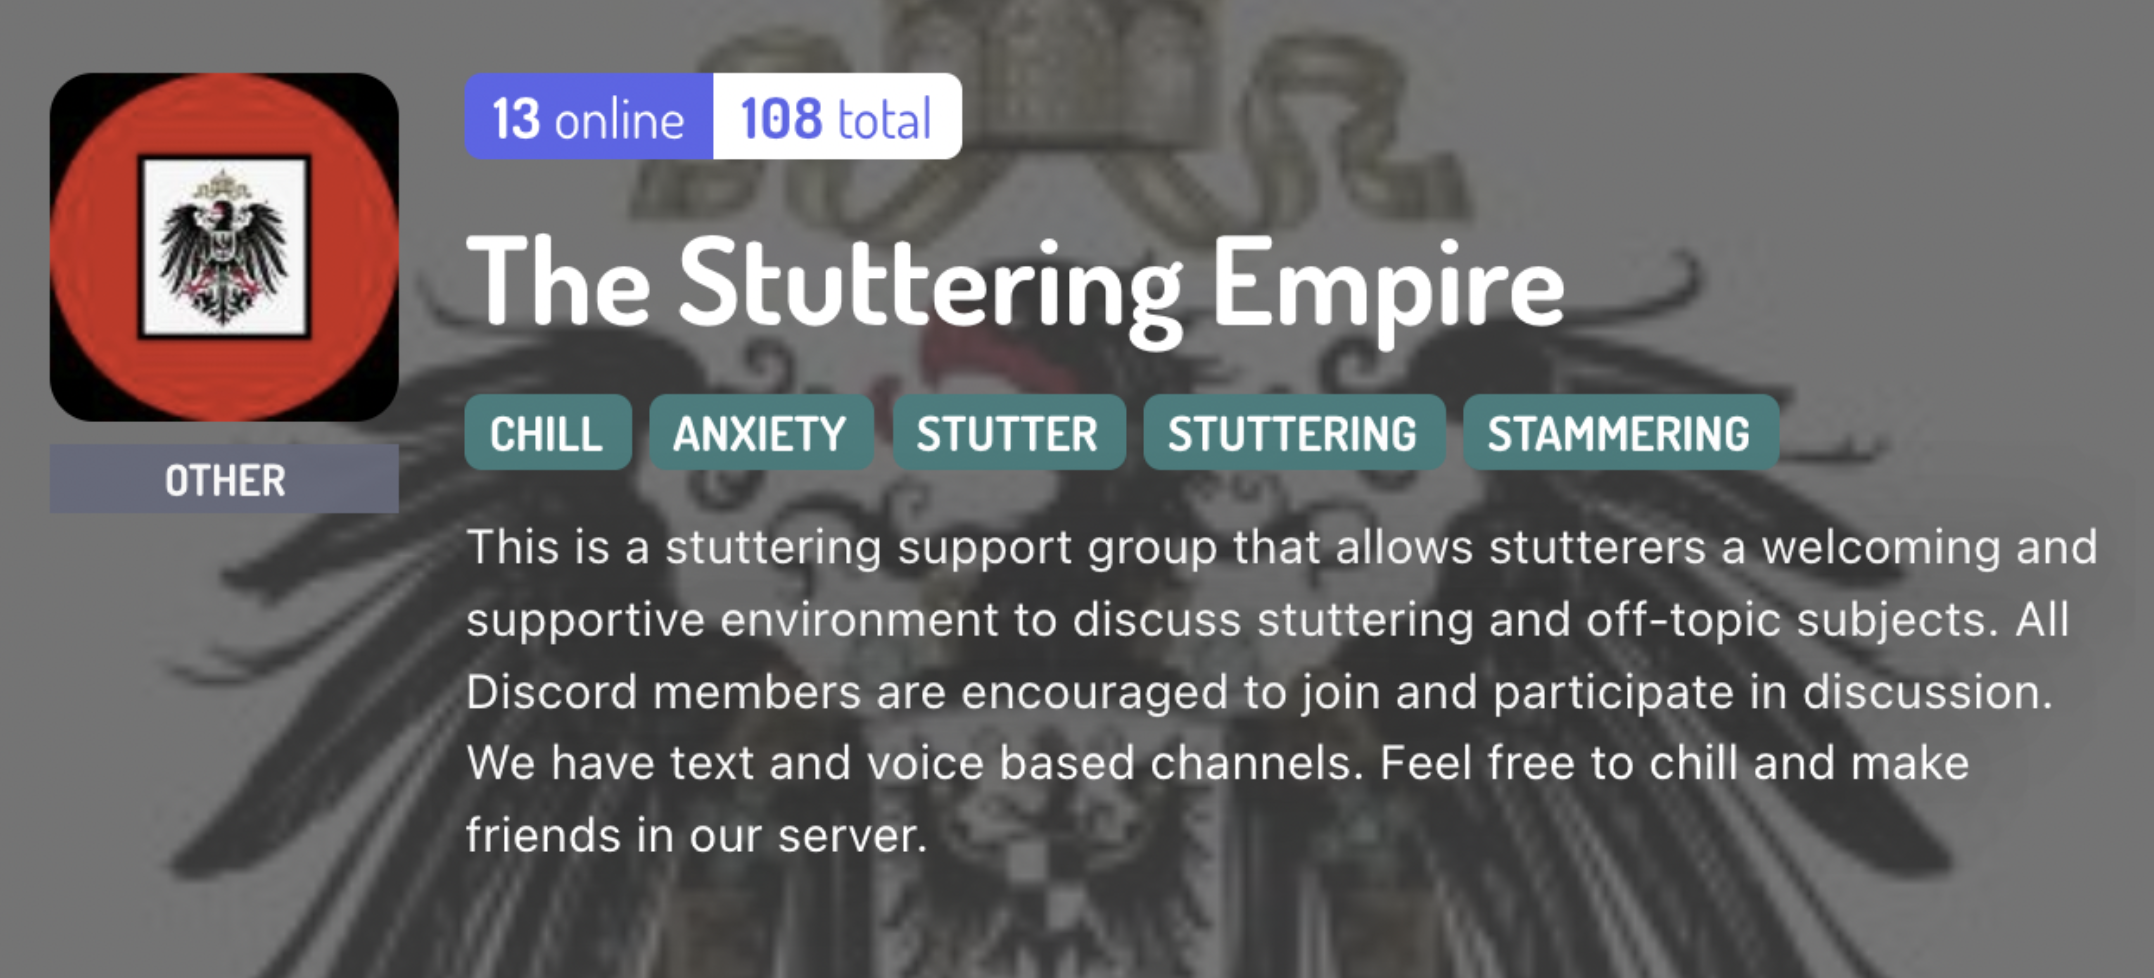 13 online 108 total
The Stuttering Empire
CHILL ANXIETY STUTTER STUTTERING STAMMERING
OTHER
This is a stuttering support group that allows stutterers a welcoming and
supportive environment to discuss stuttering and off-topic subjects. All
Discord members are encouraged to join and participate in discussion.
We have text and voice based channels. Feel free to chill and make
friends in our server.